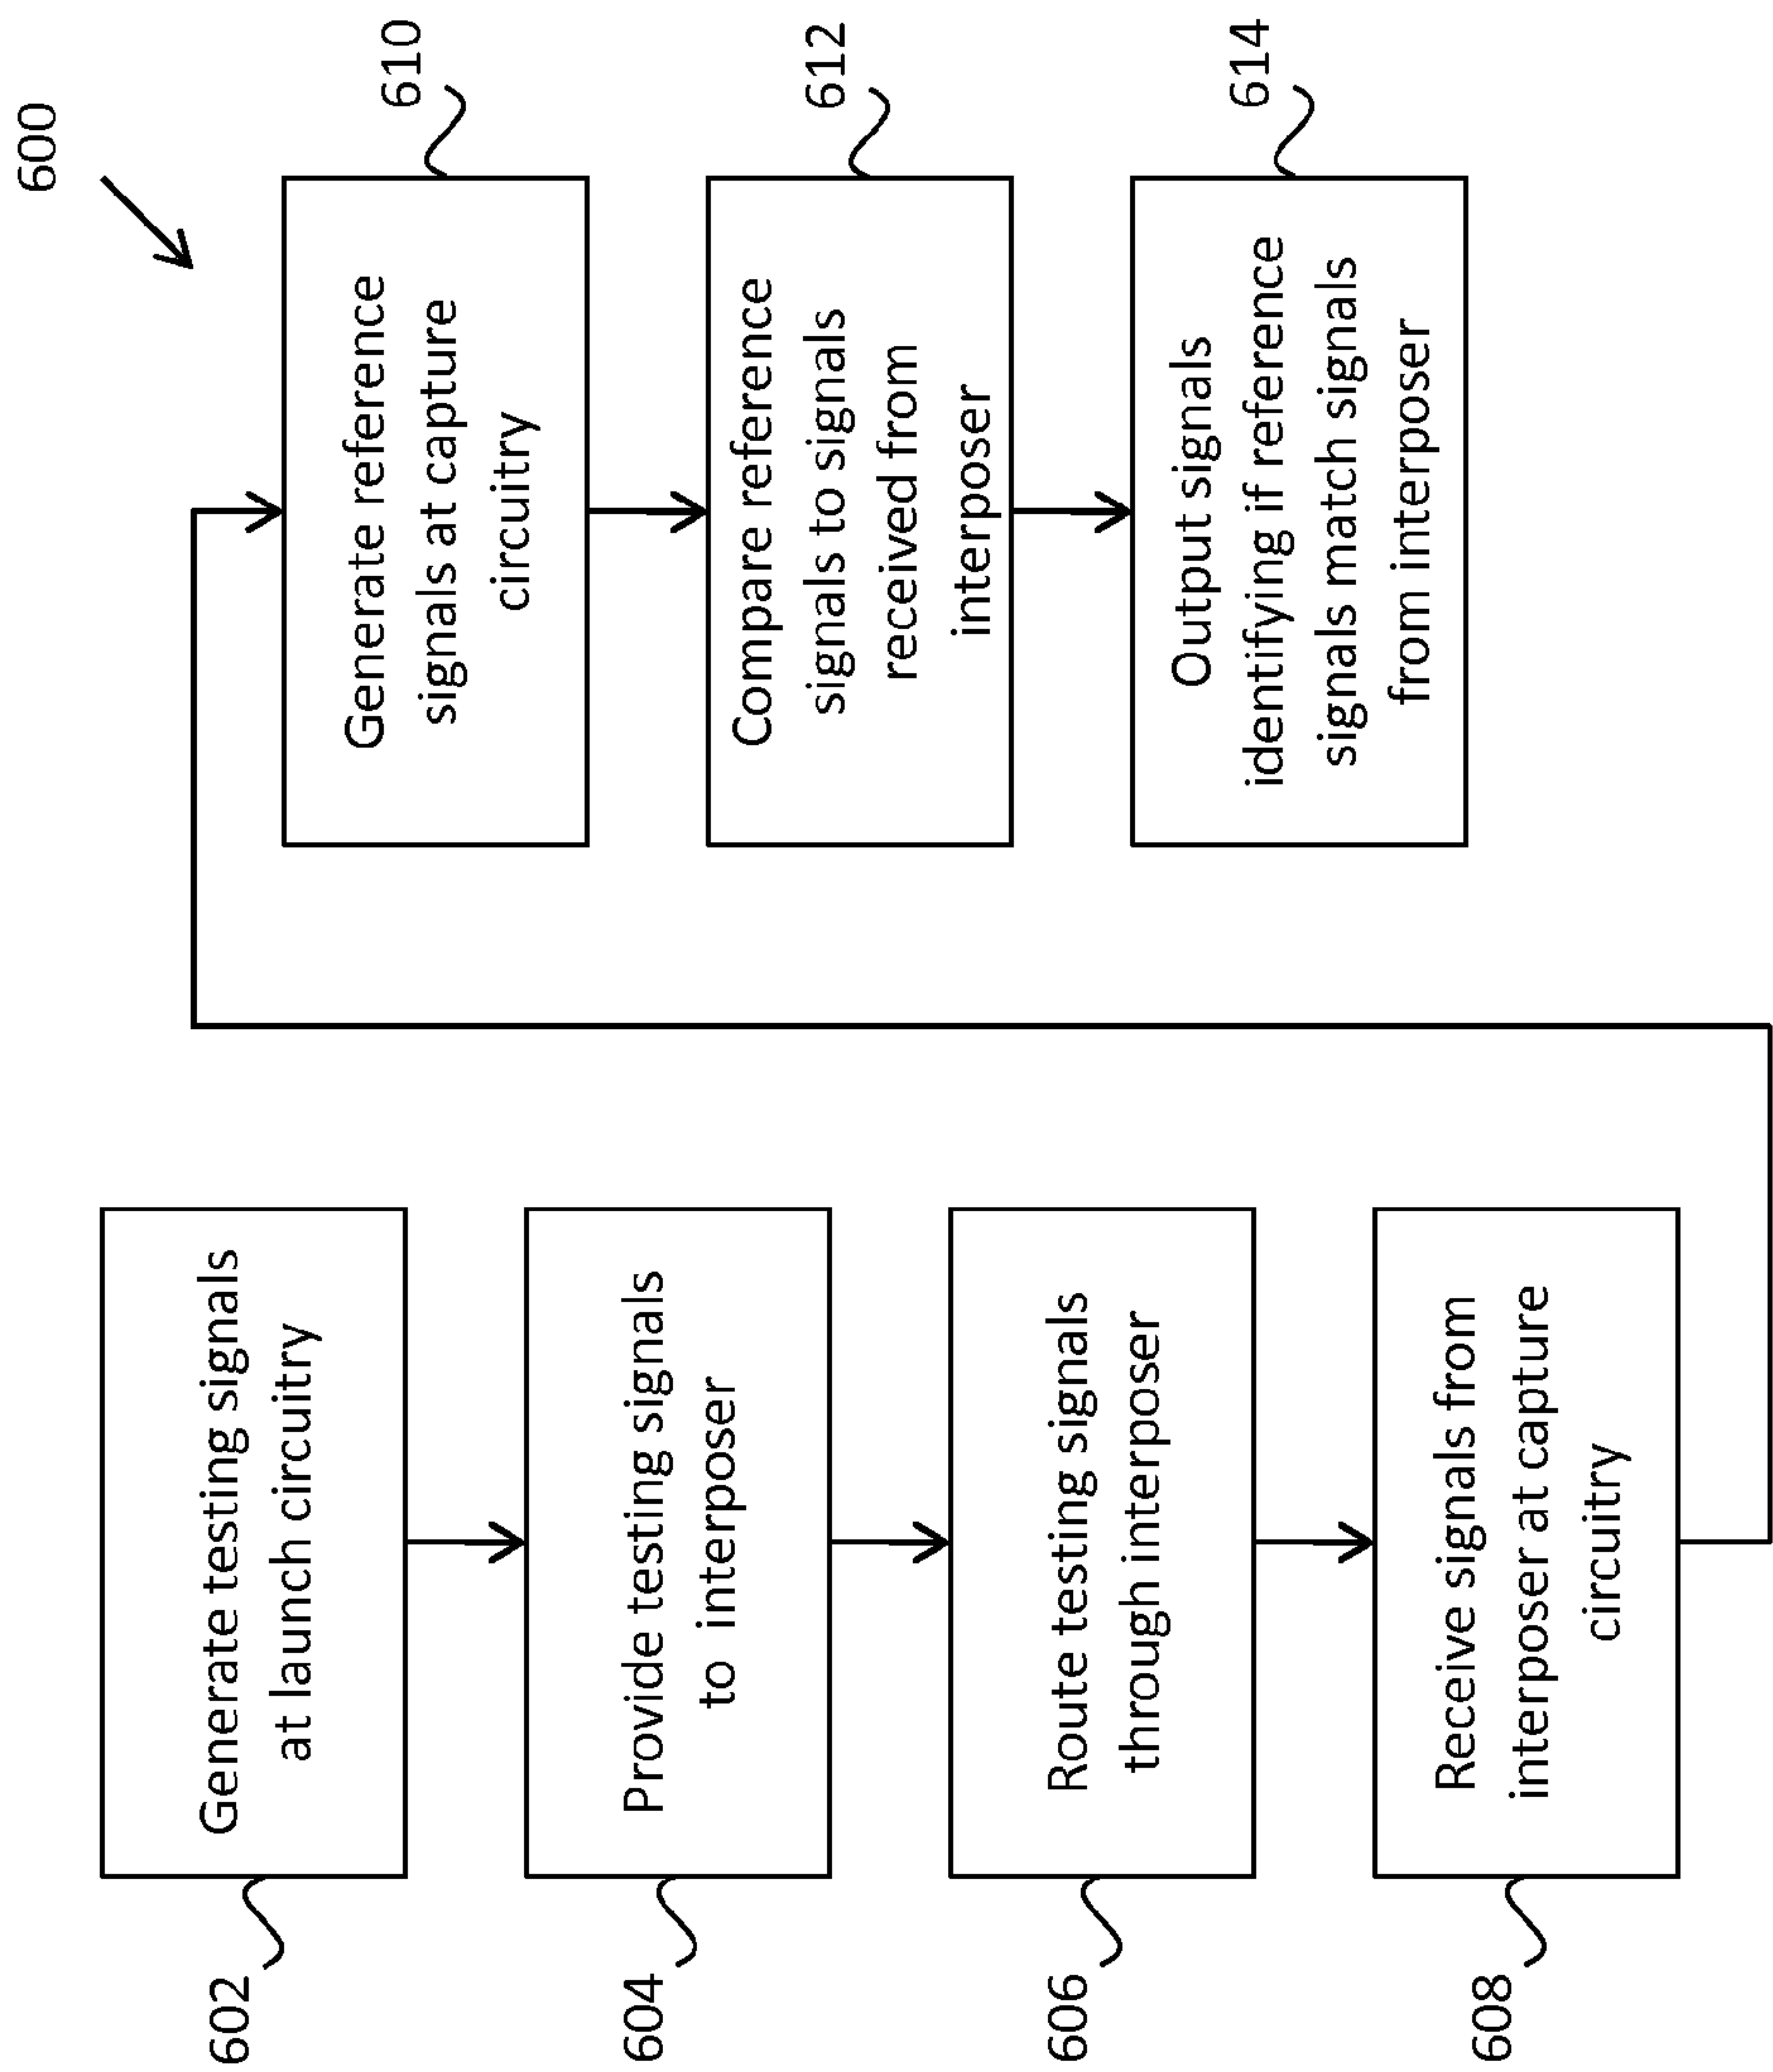 600
602
Generate testing signals
at launch circuitry
604
Provide testing signals
to interposer
606
Route testing signals
through interposer
608
Receive signals from
interposer at capture
circuitry
610
Generate reference
signals at capture
circuitry
612
Compare reference
signals to signals
received from
interposer
614
Output signals
identifying if reference
signals match signals
from interposer